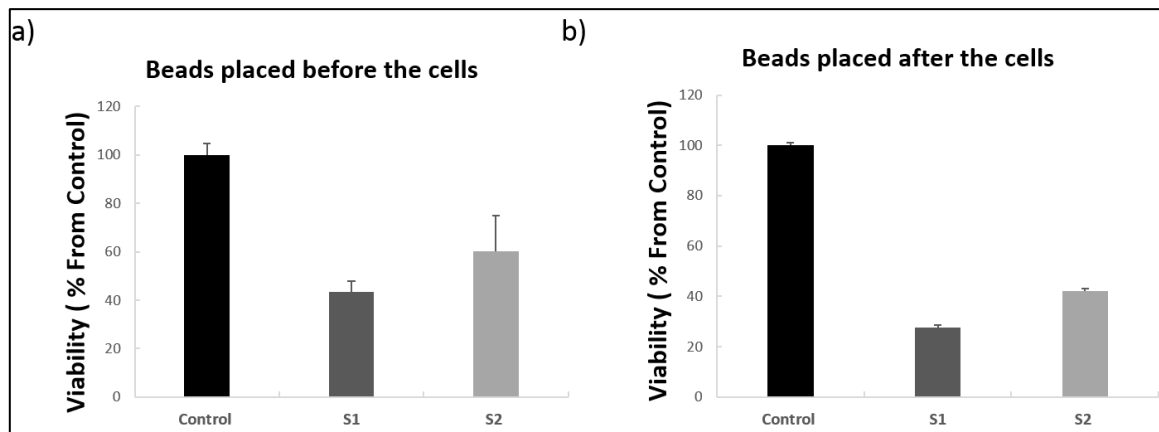 a)
Beads placed before the cells
Viability ( % From Control)
120
100
80
60
40
20
0
Control S1 S2
b)
Beads placed after the cells
Viability ( % From Control)
120
100
80
60
40
20
0
Control S1 S2